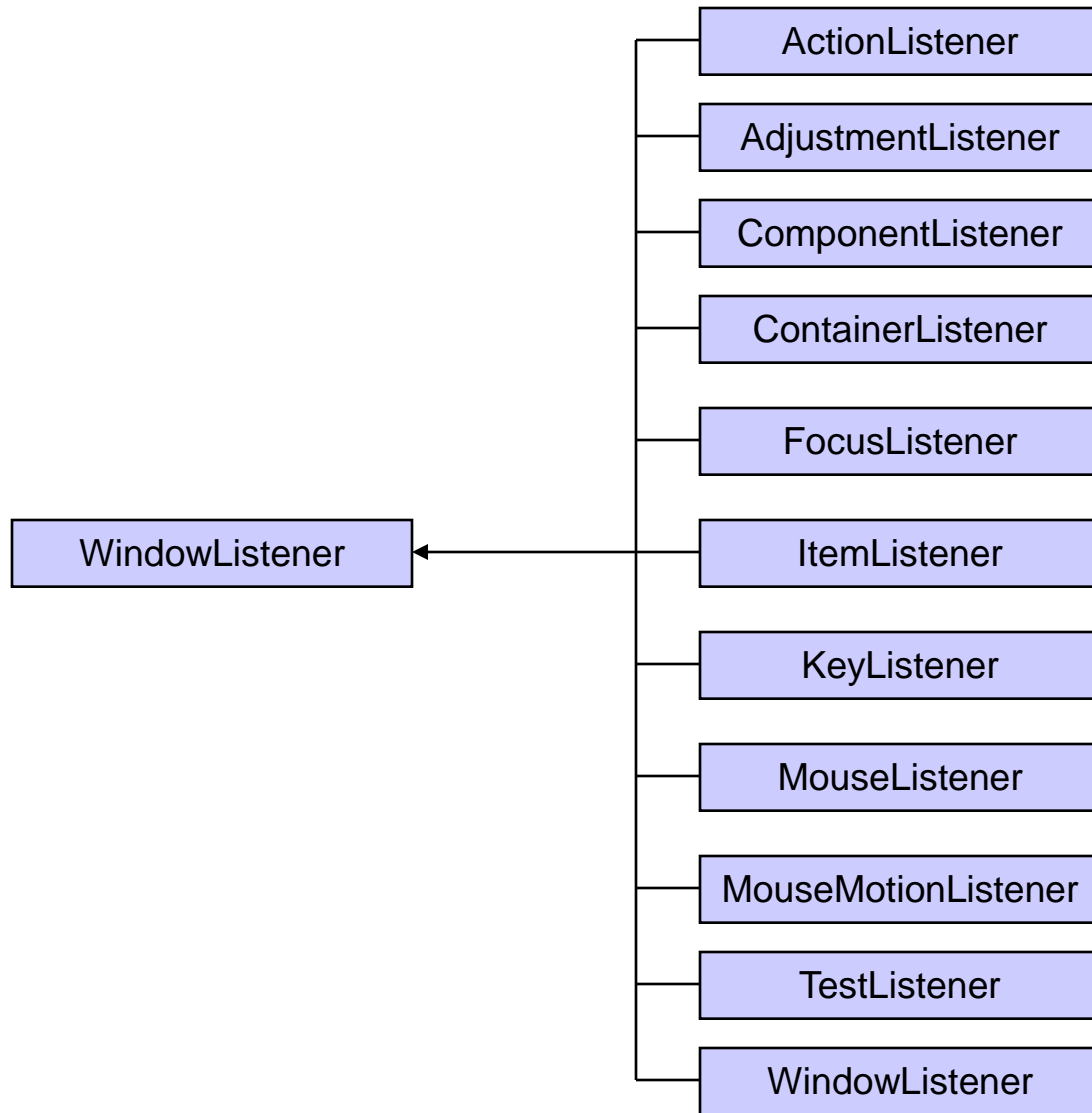 ActionListener
AdjustmentListener
ComponentListener
ContainerListener
FocusListener
WindowListener
ItemListener
KeyListener
MouseListener
MouseMotionListener
TestListener
WindowListener